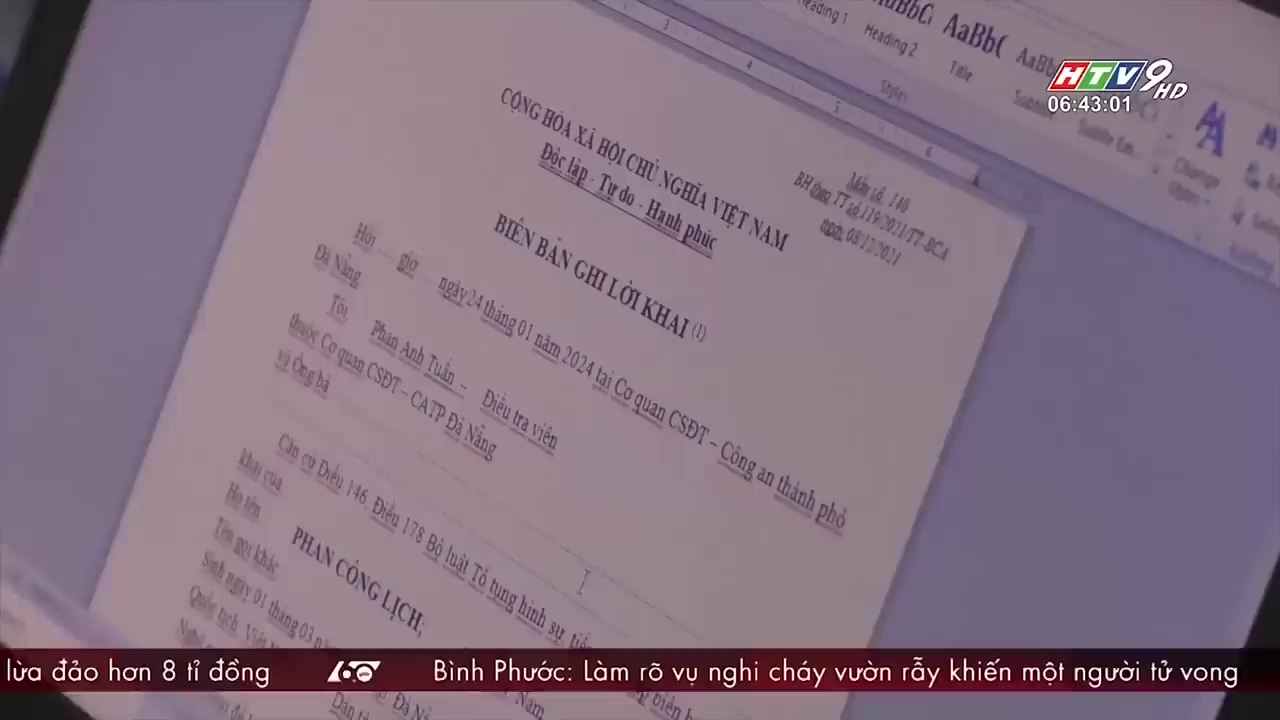 Heading 1
Heading 2
Title
Change
HTV9 HD
06:43:01
CỘNG HÒA XÃ HỘI CHỦ NGHĨA VIỆT NAM
Độc lập - Tự do - Hạnh phúc
Mẫu số: 140
BH theo TT số 119/2021/TT-BCA
ngày 08/12/2021
BIÊN BẢN GHI LỜI KHAI (1)
Hồi giờ ngày 24 tháng 01 năm 2024 tại Cơ quan CSĐT – Công an thành phố
Đà Nẵng
Tôi: Phan Anh Tuấn – Điều tra viên
thuộc Cơ quan CSĐT – CATP Đà Nẵng
và Ông/bà
Căn cứ Điều 146, Điều 178 Bộ luật Tố tụng hình sự, tiến
khai của
Họ tên PHAN CÔNG LỊCH;
Tên gọi khác
Sinh ngày 01 tháng 03
Quốc tịch Việt
lừa đảo hơn 8 tỉ đồng 60 Bình Phước: Làm rõ vụ nghi cháy vườn rẫy khiến một người tử vong